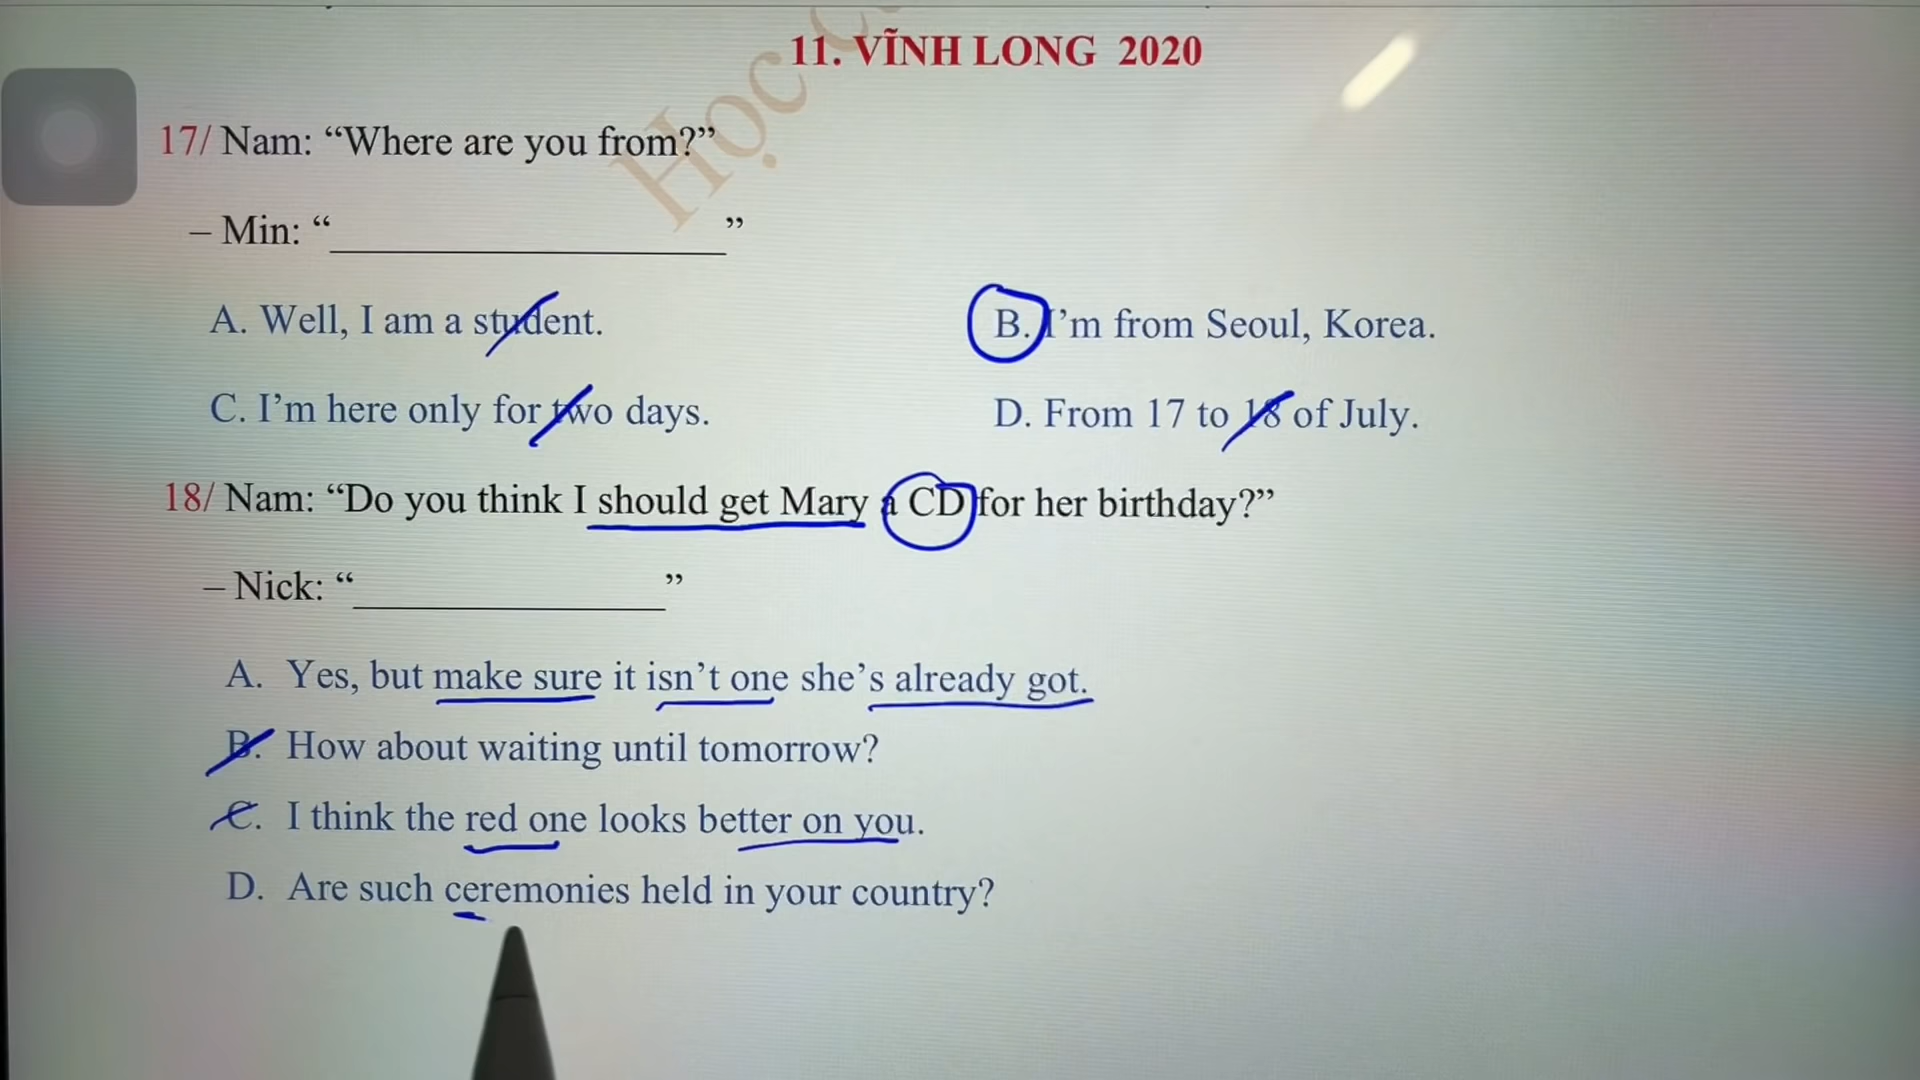 11. VĨNH LONG 2020
Học
17/ Nam: “Where are you from?”
– Min: “____________________”
A. Well, I am a student.
B. I’m from Seoul, Korea.
C. I’m here only for two days.
D. From 17 to 18 of July.
18/ Nam: “Do you think I should get Mary a CD for her birthday?”
– Nick: “________________”
A. Yes, but make sure it isn’t one she’s already got.
B. How about waiting until tomorrow?
C. I think the red one looks better on you.
D. Are such ceremonies held in your country?